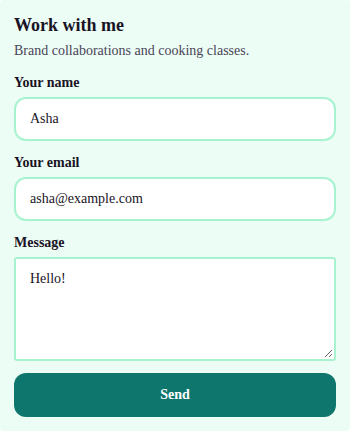 Work with me
Brand collaborations and cooking classes.
Your name
Asha
Your email
asha@example.com
Message
Hello!
Send